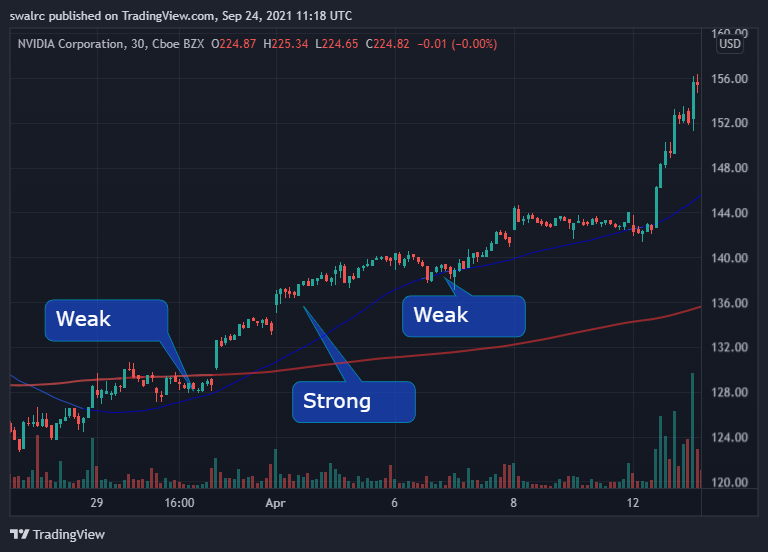 swalrc published on TradingView.com, Sep 24, 2021 11:18 UTC
NVIDIA Corporation, 30, Cboe BZX O224.87 H225.34 L224.65 C224.82 −0.01 (−0.00%)
160.00
USD
156.00
152.00
148.00
144.00
140.00
136.00
132.00
128.00
124.00
120.00
Weak
Weak
Strong
29 16:00 Apr 6 8 12
TradingView